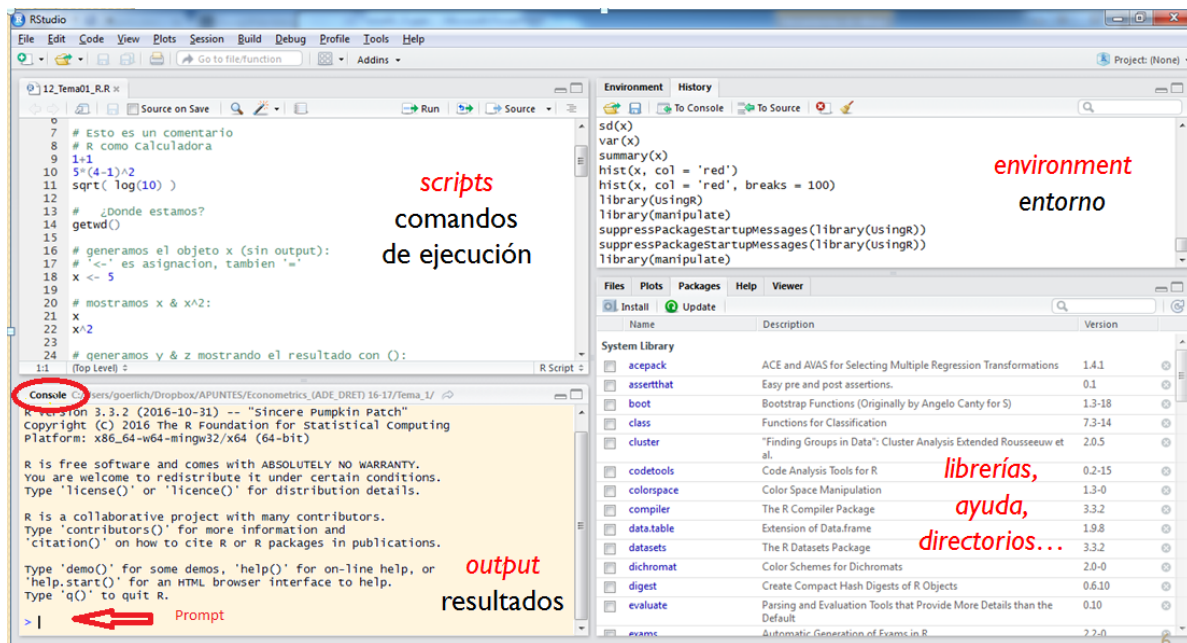 RStudio
File Edit Code View Plots Session Build Debug Profile Tools Help
Go to file/function Addins Project: (None)
12_Tema01_R.R
Source on Save Run Source
6
7 # Esto es un comentario
8 # R como Calculadora
9 1+1
10 5*(4-1)^2
11 sqrt( log(10) )
12
13 # ¿Donde estamos?
14 getwd()
15
16 # generamos el objeto x (sin output):
17 # '<-' es asignacion, tambien '='
18 x <- 5
19
20 # mostramos x & x^2:
21 x
22 x^2
23
24 # generamos y & z mostrando el resultado con ():
1:1 (Top Level) R Script
scripts
comandos
de ejecución
Console C:/Users/goerlich/Dropbox/APUNTES/Econometrics_(ADE_DRET) 16-17/Tema_1/
R version 3.3.2 (2016-10-31) -- "Sincere Pumpkin Patch"
Copyright (C) 2016 The R Foundation for Statistical Computing
Platform: x86_64-w64-mingw32/x64 (64-bit)
R is free software and comes with ABSOLUTELY NO WARRANTY.
You are welcome to redistribute it under certain conditions.
Type 'license()' or 'licence()' for distribution details.
R is a collaborative project with many contributors.
Type 'contributors()' for more information and
'citation()' on how to cite R or R packages in publications.
Type 'demo()' for some demos, 'help()' for on-line help, or
'help.start()' for an HTML browser interface to help.
Type 'q()' to quit R.
>
Prompt
output
resultados
Environment History
To Console To Source
sd(x)
var(x)
summary(x)
hist(x, col = 'red')
hist(x, col = 'red', breaks = 100)
library(UsingR)
library(manipulate)
suppressPackageStartupMessages(library(UsingR))
suppressPackageStartupMessages(library(UsingR))
library(manipulate)
environment
entorno
Files Plots Packages Help Viewer
Install Update
Name Description Version
System Library
acepack ACE and AVAS for Selecting Multiple Regression Transformations 1.4.1
assertthat Easy pre and post assertions. 0.1
boot Bootstrap Functions (Originally by Angelo Canty for S) 1.3-18
class Functions for Classification 7.3-14
cluster "Finding Groups in Data": Cluster Analysis Extended Rousseeuw et al. 2.0.5
codetools Code Analysis Tools for R 0.2-15
colorspace Color Space Manipulation 1.3-0
compiler The R Compiler Package 3.3.2
data.table Extension of Data.frame 1.9.8
datasets The R Datasets Package 3.3.2
dichromat Color Schemes for Dichromats 2.0-0
digest Create Compact Hash Digests of R Objects 0.6.10
evaluate Parsing and Evaluation Tools that Provide More Details than the Default 0.10
exams Automatic Generation of Exams in R 2.2-0
librerías,
ayuda,
directorios…